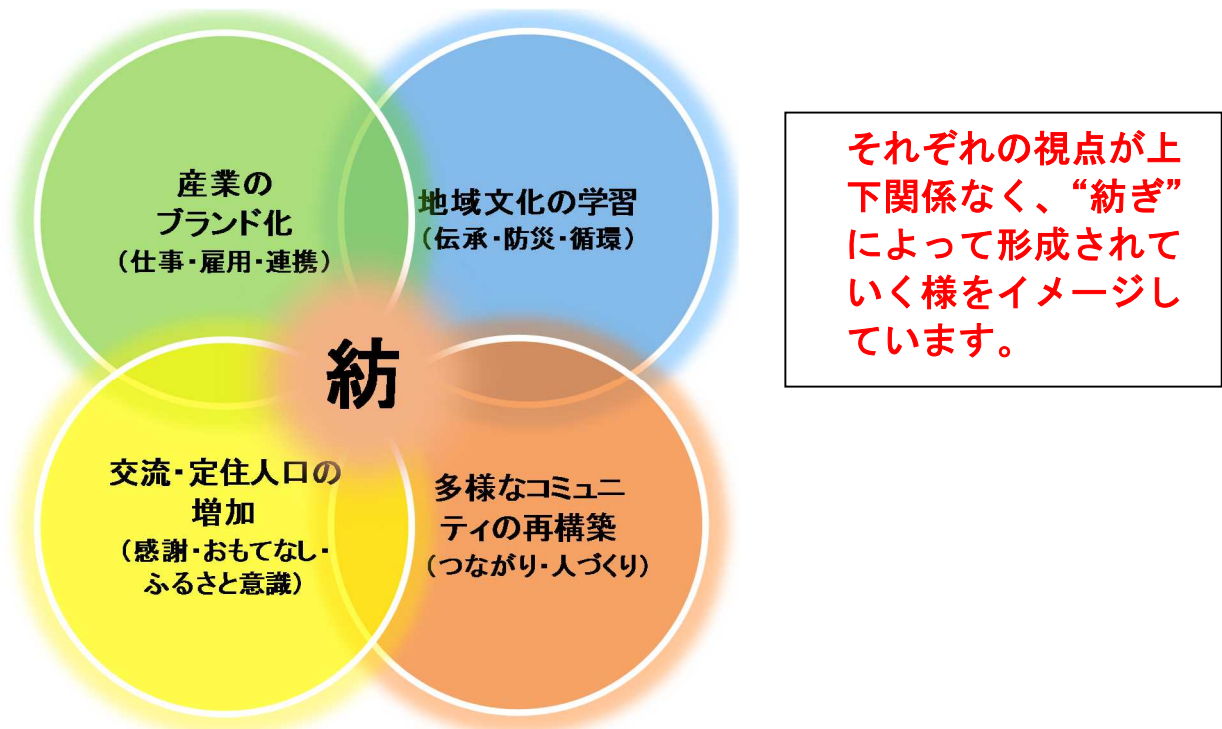 産業の
ブランド化
（仕事・雇用・連携）
地域文化の学習
（伝承・防災・循環）
紡
交流・定住人口の
増加
（感謝・おもてなし・
ふるさと意識）
多様なコミュニ
ティの再構築
（つながり・人づくり）
それぞれの視点が上
下関係なく、“紡ぎ”
によって形成されて
いく様をイメージし
ています。